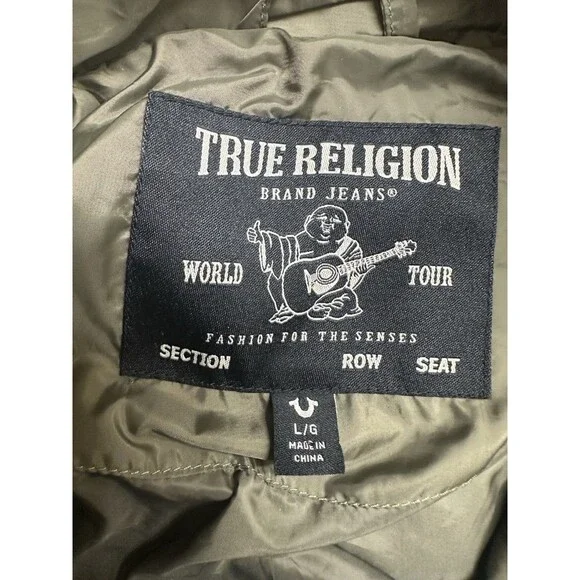 TRUE RELIGION
BRAND JEANS®
WORLD TOUR
FASHION FOR THE SENSES
SECTION ROW SEAT
L/G
MADE IN
CHINA